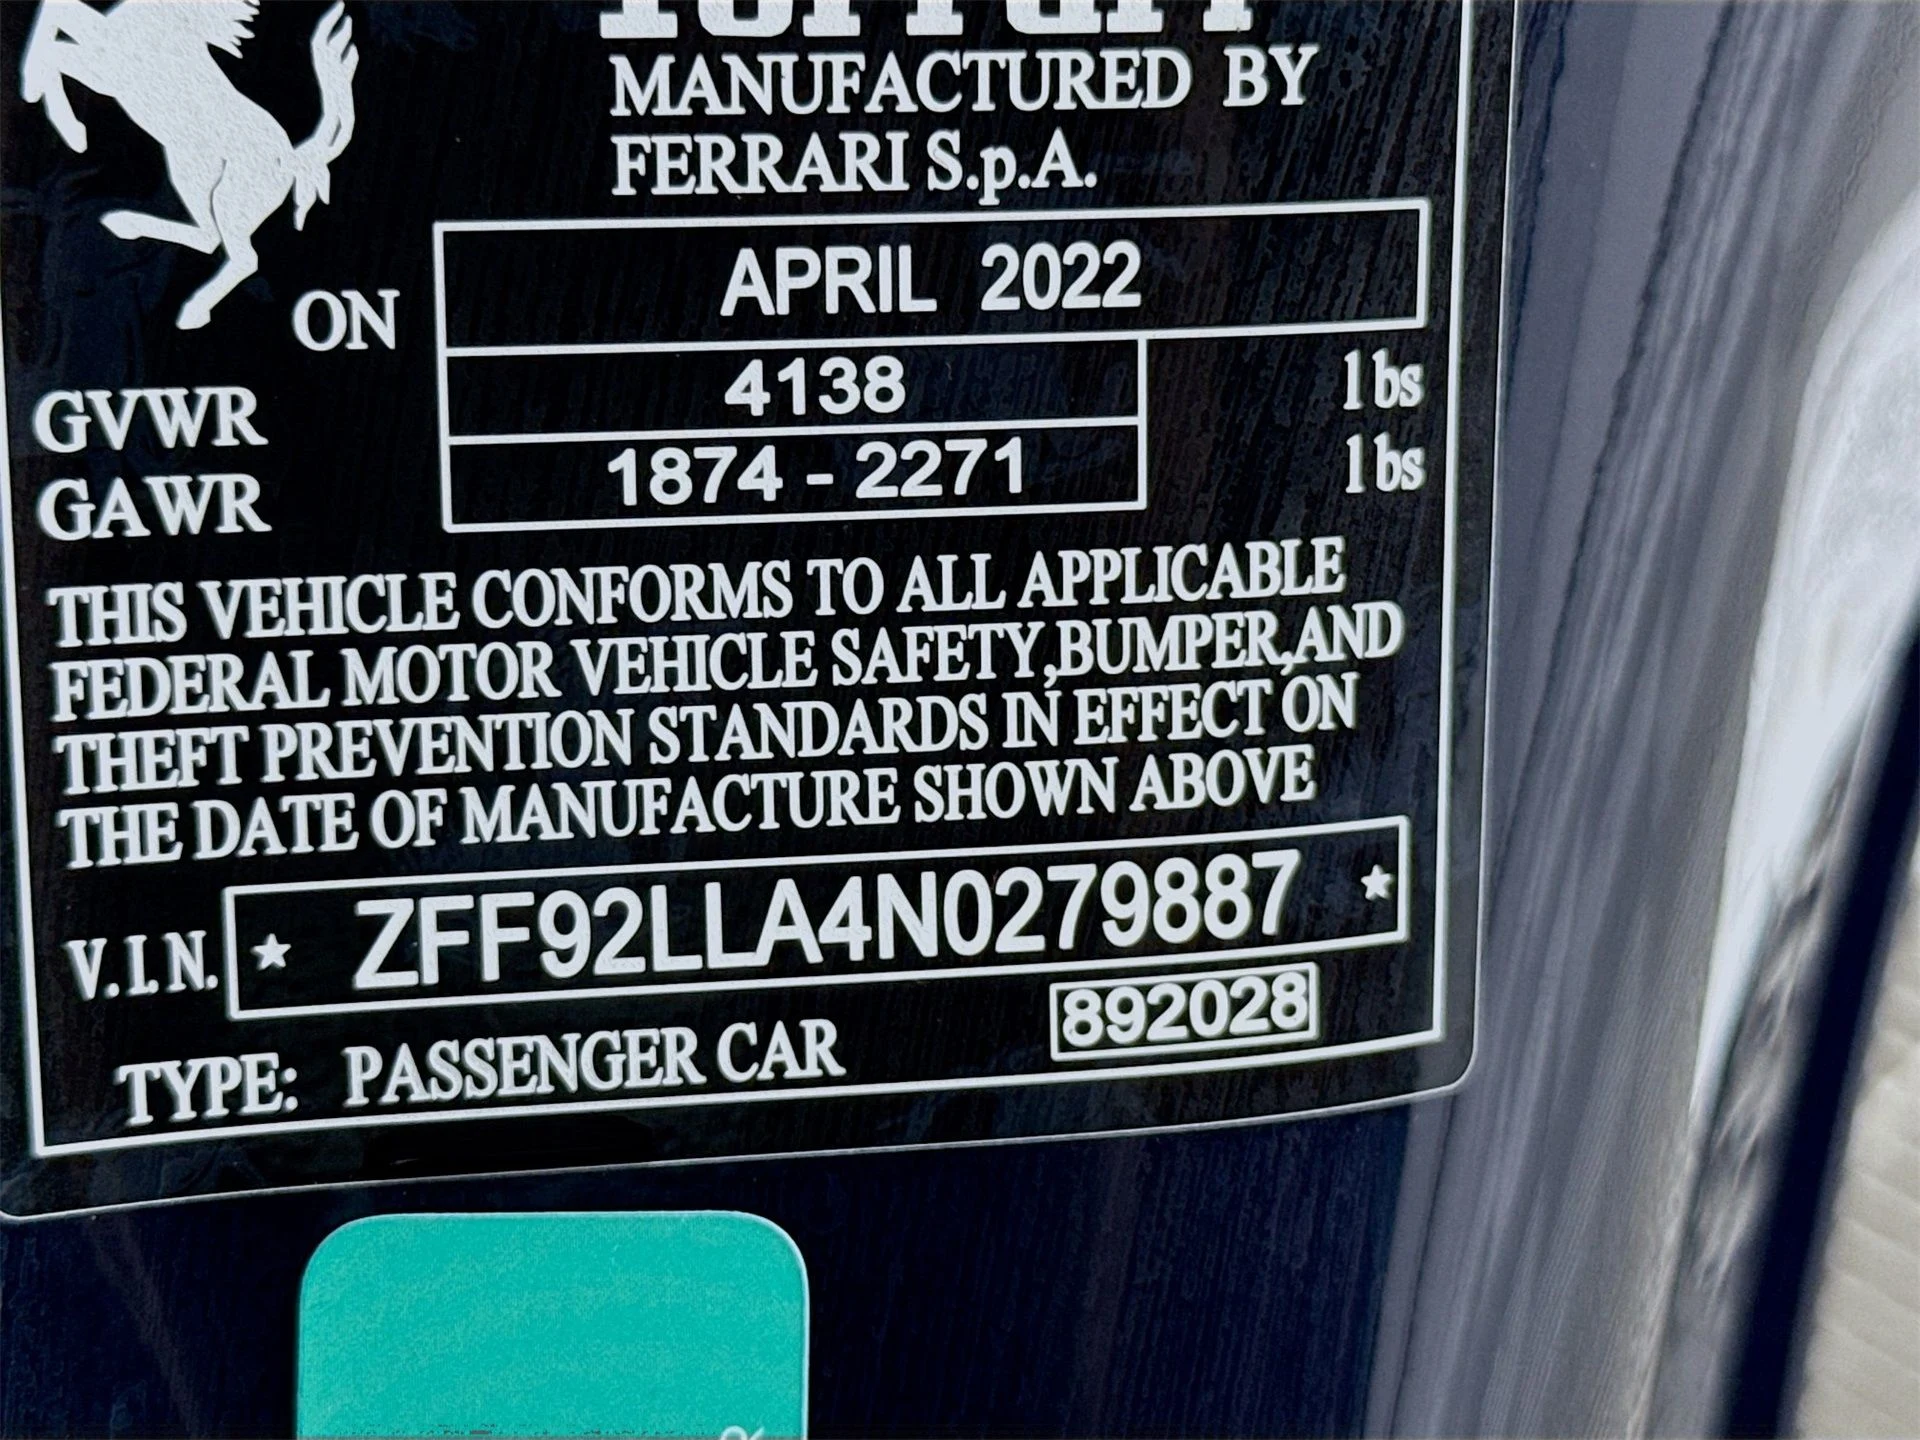 Ferrari
MANUFACTURED BY
FERRARI S.p.A.
ON APRIL 2022
GVWR 4138 lbs
GAWR 1874 - 2271 lbs
THIS VEHICLE CONFORMS TO ALL APPLICABLE
FEDERAL MOTOR VEHICLE SAFETY,BUMPER,AND
THEFT PREVENTION STANDARDS IN EFFECT ON
THE DATE OF MANUFACTURE SHOWN ABOVE
V.I.N. ★ ZFF92LLA4N0279887 ★
892028
TYPE: PASSENGER CAR